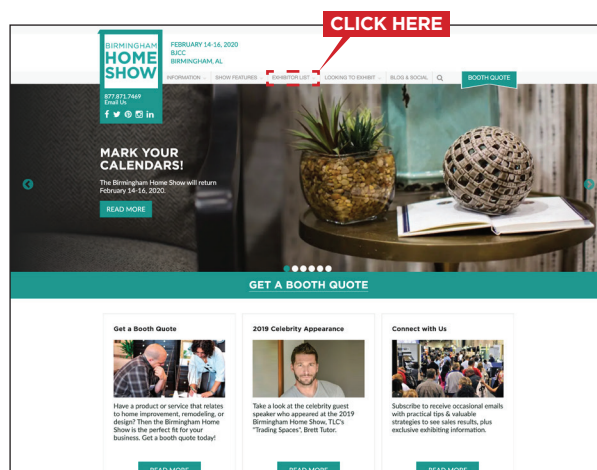 CLICK HERE
BIRMINGHAM
HOME
SHOW
FEBRUARY 14-16, 2020
BJCC
BIRMINGHAM, AL
INFORMATION
SHOW FEATURES
EXHIBITOR LIST
LOOKING TO EXHIBIT
BLOG & SOCIAL
BOOTH QUOTE
877.871.7469
Email Us
MARK YOUR
CALENDARS!
The Birmingham Home Show will return
February 14-16, 2020.
READ MORE
GET A BOOTH QUOTE
Get a Booth Quote
Have a product or service that relates
to home improvement, remodeling, or
design? Then the Birmingham Home
Show is the perfect fit for your
business. Get a booth quote today!
READ MORE
2019 Celebrity Appearance
Take a look at the celebrity guest
speaker who appeared at the 2019
Birmingham Home Show, TLC's
"Trading Spaces", Brett Tutor.
READ MORE
Connect with Us
Subscribe to receive occasional emails
with practical tips & valuable
strategies to see sales results, plus
exclusive exhibiting information.
READ MORE